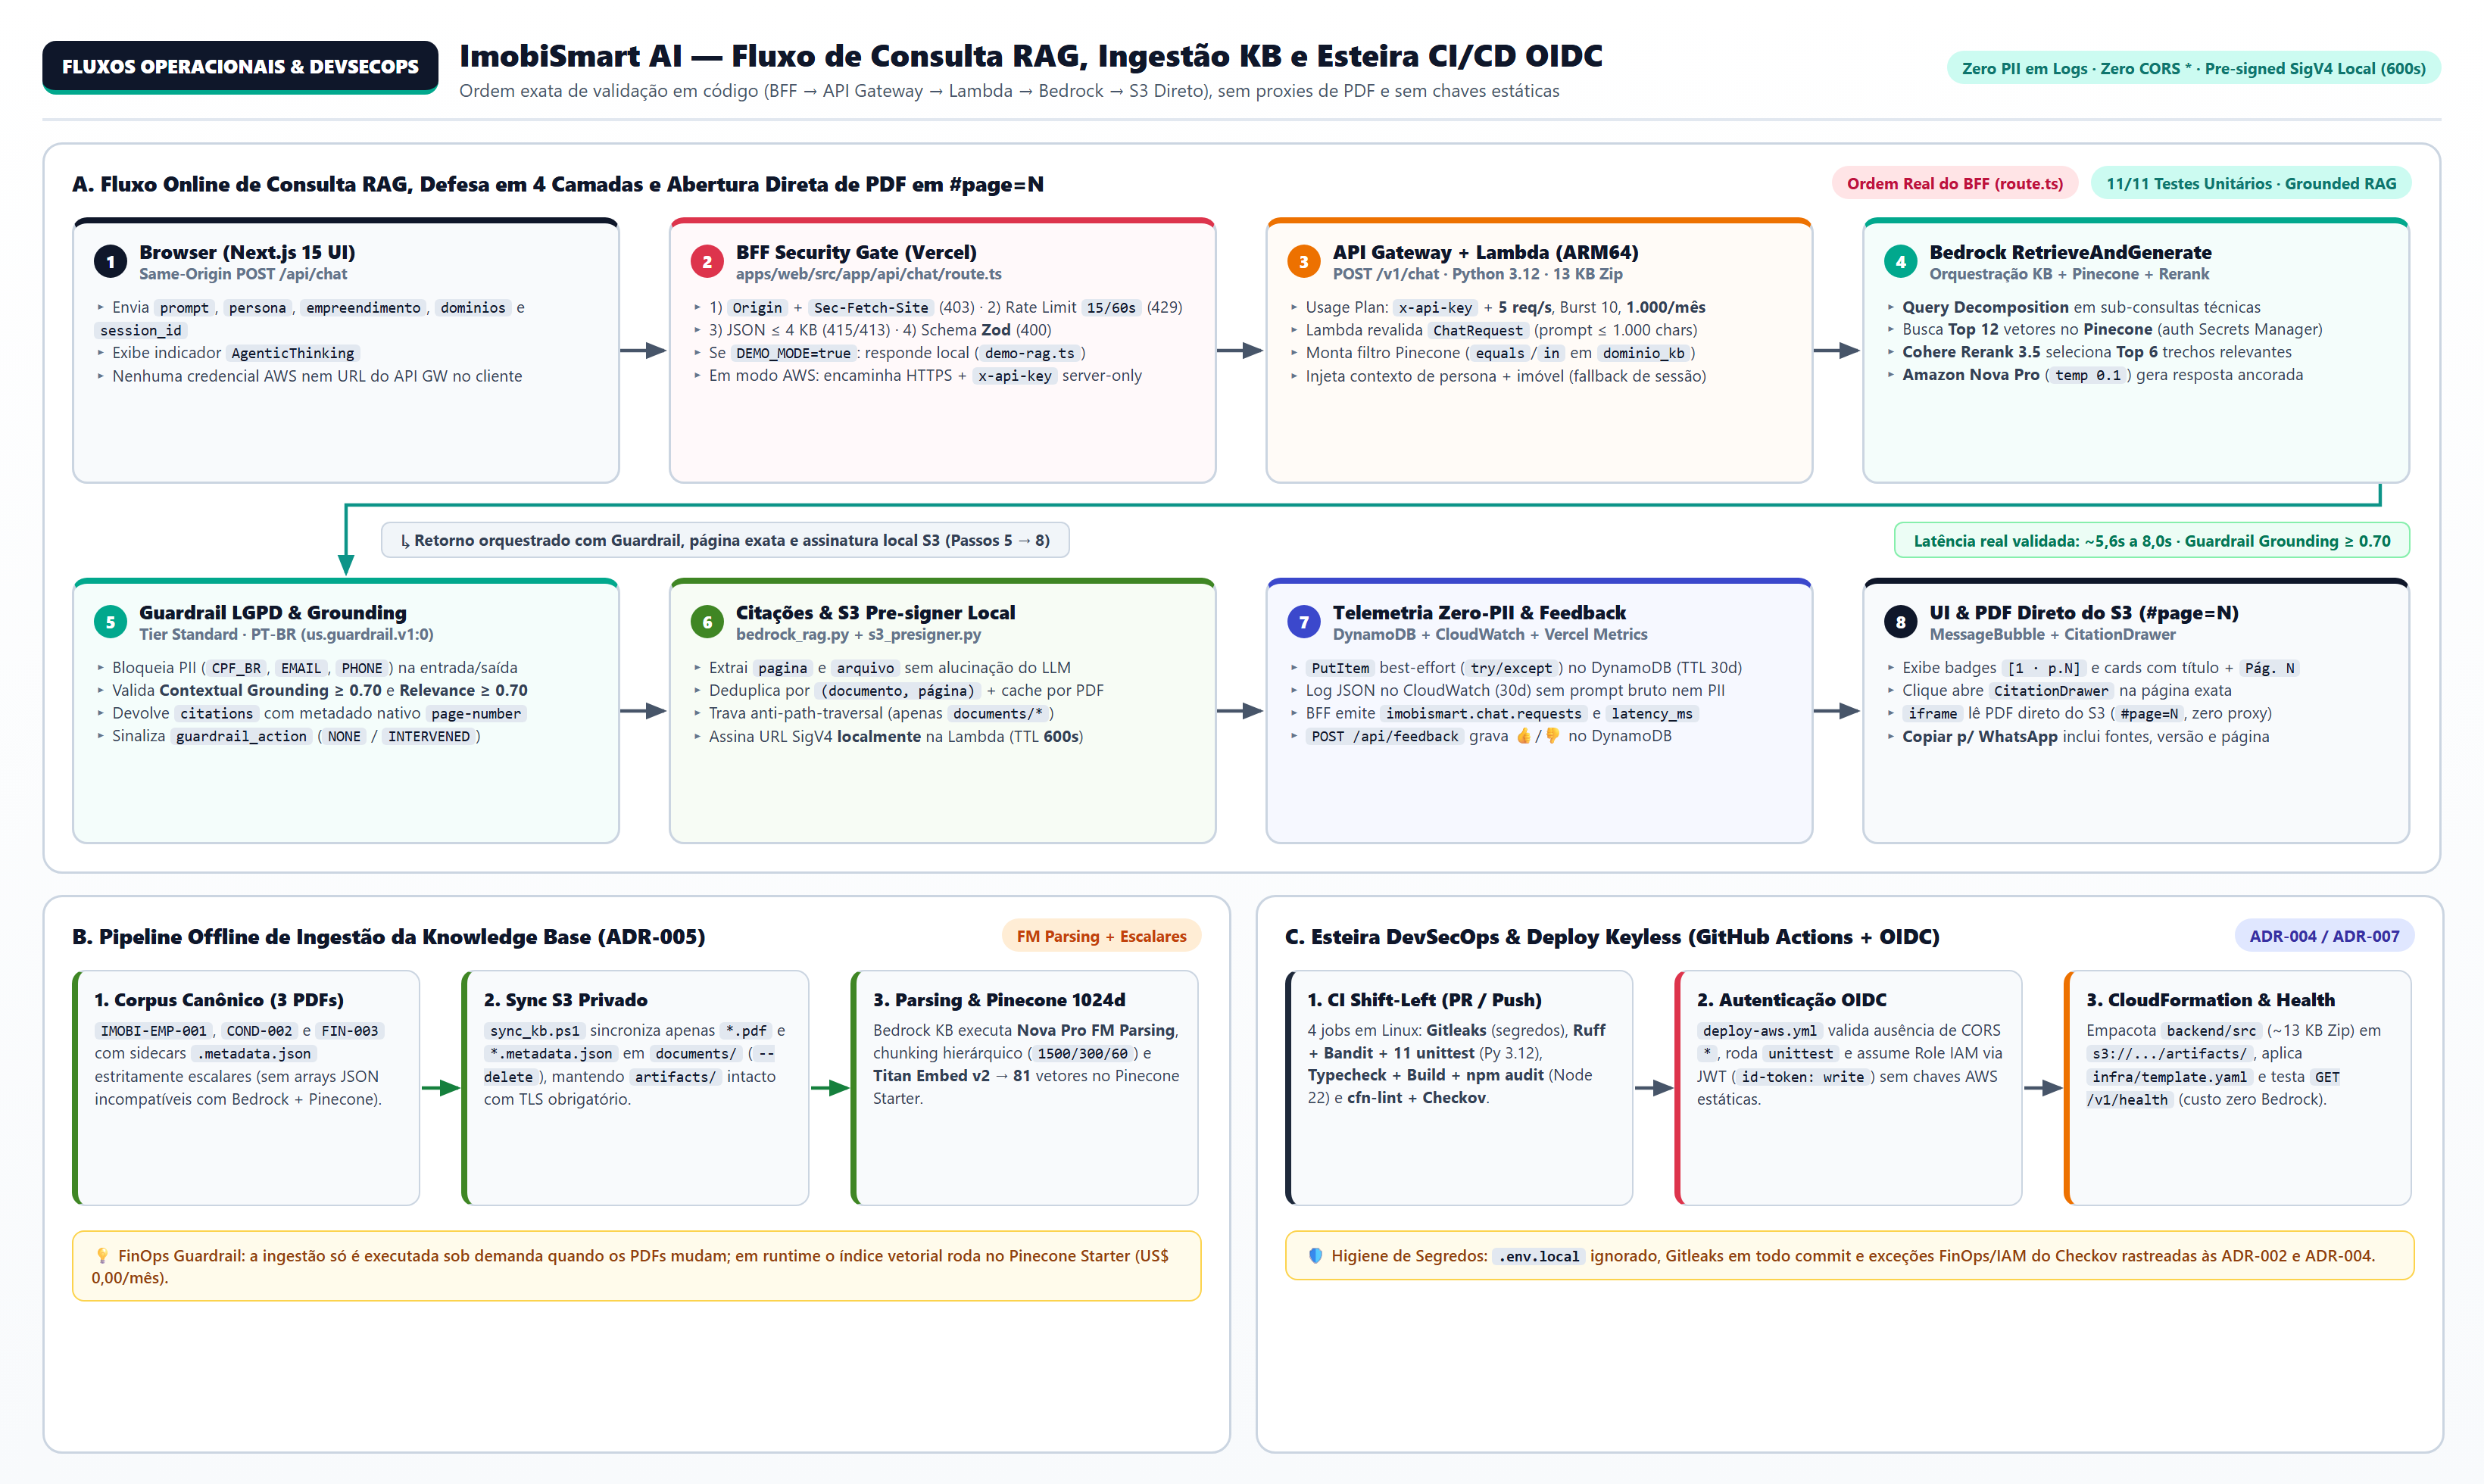 FLUXOS OPERACIONAIS & DEVSECOPS
ImobiSmart AI — Fluxo de Consulta RAG, Ingestão KB e Esteira CI/CD OIDC
Ordem exata de validação em código (BFF → API Gateway → Lambda → Bedrock → S3 Direto), sem proxies de PDF e sem chaves estáticas
Zero PII em Logs · Zero CORS * · Pre-signed SigV4 Local (600s)
A. Fluxo Online de Consulta RAG, Defesa em 4 Camadas e Abertura Direta de PDF em #page=N
Ordem Real do BFF (route.ts)
11/11 Testes Unitários · Grounded RAG
1
Browser (Next.js 15 UI)
Same-Origin POST /api/chat
▸ Envia prompt, persona, empreendimento, dominios e
session_id
▸ Exibe indicador AgenticThinking
▸ Nenhuma credencial AWS nem URL do API GW no cliente
2
BFF Security Gate (Vercel)
apps/web/src/app/api/chat/route.ts
▸ 1) Origin + Sec-Fetch-Site (403) · 2) Rate Limit 15/60s (429)
▸ 3) JSON ≤ 4 KB (415/413) · 4) Schema Zod (400)
▸ Se DEMO_MODE=true: responde local (demo-rag.ts)
▸ Em modo AWS: encaminha HTTPS + x-api-key server-only
3
API Gateway + Lambda (ARM64)
POST /v1/chat · Python 3.12 · 13 KB Zip
▸ Usage Plan: x-api-key + 5 req/s, Burst 10, 1.000/mês
▸ Lambda revalida ChatRequest (prompt ≤ 1.000 chars)
▸ Monta filtro Pinecone (equals/in em dominio_kb)
▸ Injeta contexto de persona + imóvel (fallback de sessão)
4
Bedrock RetrieveAndGenerate
Orquestração KB + Pinecone + Rerank
▸ Query Decomposition em sub-consultas técnicas
▸ Busca Top 12 vetores no Pinecone (auth Secrets Manager)
▸ Cohere Rerank 3.5 seleciona Top 6 trechos relevantes
▸ Amazon Nova Pro (temp 0.1) gera resposta ancorada
↳ Retorno orquestrado com Guardrail, página exata e assinatura local S3 (Passos 5 → 8)
Latência real validada: ~5,6s a 8,0s · Guardrail Grounding ≥ 0.70
5
Guardrail LGPD & Grounding
Tier Standard · PT-BR (us.guardrail.v1:0)
▸ Bloqueia PII (CPF_BR, EMAIL, PHONE) na entrada/saída
▸ Valida Contextual Grounding ≥ 0.70 e Relevance ≥ 0.70
▸ Devolve citations com metadado nativo page-number
▸ Sinaliza guardrail_action (NONE / INTERVENED)
6
Citações & S3 Pre-signer Local
bedrock_rag.py + s3_presigner.py
▸ Extrai pagina e arquivo sem alucinação do LLM
▸ Deduplica por (documento, página) + cache por PDF
▸ Trava anti-path-traversal (apenas documents/*)
▸ Assina URL SigV4 localmente na Lambda (TTL 600s)
7
Telemetria Zero-PII & Feedback
DynamoDB + CloudWatch + Vercel Metrics
▸ PutItem best-effort (try/except) no DynamoDB (TTL 30d)
▸ Log JSON no CloudWatch (30d) sem prompt bruto nem PII
▸ BFF emite imobismart.chat.requests e latency_ms
▸ POST /api/feedback grava 👍/👎 no DynamoDB
8
UI & PDF Direto do S3 (#page=N)
MessageBubble + CitationDrawer
▸ Exibe badges [1 · p.N] e cards com título + Pág. N
▸ Clique abre CitationDrawer na página exata
▸ iframe lê PDF direto do S3 (#page=N, zero proxy)
▸ Copiar p/ WhatsApp inclui fontes, versão e página
B. Pipeline Offline de Ingestão da Knowledge Base (ADR-005)
FM Parsing + Escalares
1. Corpus Canônico (3 PDFs)
IMOBI-EMP-001, COND-002 e FIN-003
com sidecars .metadata.json
estritamente escalares (sem arrays JSON
incompatíveis com Bedrock + Pinecone).
2. Sync S3 Privado
sync_kb.ps1 sincroniza apenas *.pdf e
*.metadata.json em documents/ (--
delete), mantendo artifacts/ intacto
com TLS obrigatório.
3. Parsing & Pinecone 1024d
Bedrock KB executa Nova Pro FM Parsing,
chunking hierárquico (1500/300/60) e
Titan Embed v2 → 81 vetores no Pinecone
Starter.
💡 FinOps Guardrail: a ingestão só é executada sob demanda quando os PDFs mudam; em runtime o índice vetorial roda no Pinecone Starter (US$
0,00/mês).
C. Esteira DevSecOps & Deploy Keyless (GitHub Actions + OIDC)
ADR-004 / ADR-007
1. CI Shift-Left (PR / Push)
4 jobs em Linux: Gitleaks (segredos), Ruff
+ Bandit + 11 unittest (Py 3.12),
Typecheck + Build + npm audit (Node
22) e cfn-lint + Checkov.
2. Autenticação OIDC
deploy-aws.yml valida ausência de CORS
*, roda unittest e assume Role IAM via
JWT (id-token: write) sem chaves AWS
estáticas.
3. CloudFormation & Health
Empacota backend/src (~13 KB Zip) em
s3://.../artifacts/, aplica
infra/template.yaml e testa GET
/v1/health (custo zero Bedrock).
🛡️ Higiene de Segredos: .env.local ignorado, Gitleaks em todo commit e exceções FinOps/IAM do Checkov rastreadas às ADR-002 e ADR-004.